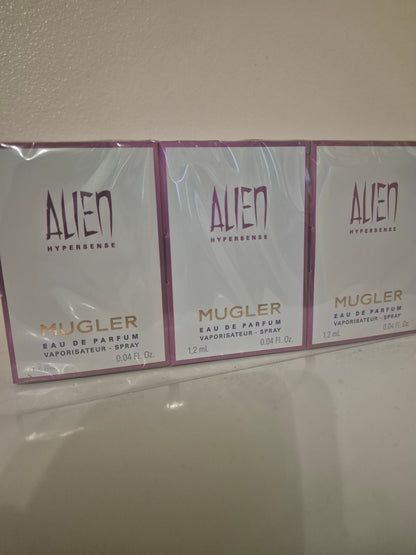 ALIEN
HYPERSENSE
MUGLER
EAU DE PARFUM
VAPORISATEUR - SPRAY
0.04 Fl. Oz.
ALIEN
HYPERSENSE
MUGLER
EAU DE PARFUM
VAPORISATEUR - SPRAY
1,2 mL 0.04 Fl. Oz.
ALIEN
HYPERSENSE
MUGLER
EAU DE PARFUM
VAPORISATEUR - SPRAY
1,2 mL 0.04 Fl. Oz.